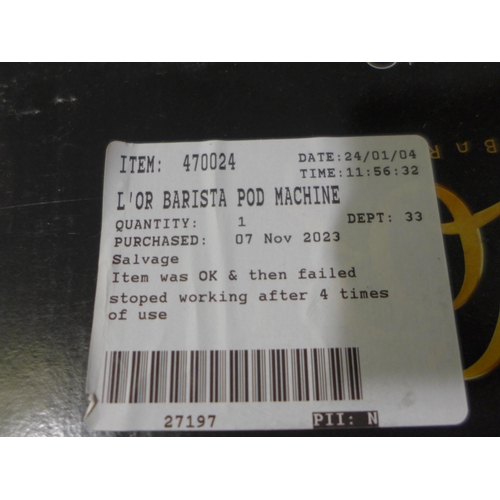 ITEM: 470024 DATE:24/01/04
TIME:11:56:32
L'OR BARISTA POD MACHINE
QUANTITY: 1 DEPT: 33
PURCHASED: 07 Nov 2023
Salvage
Item was OK & then failed
stoped working after 4 times
of use
27197 PII: N
BAR